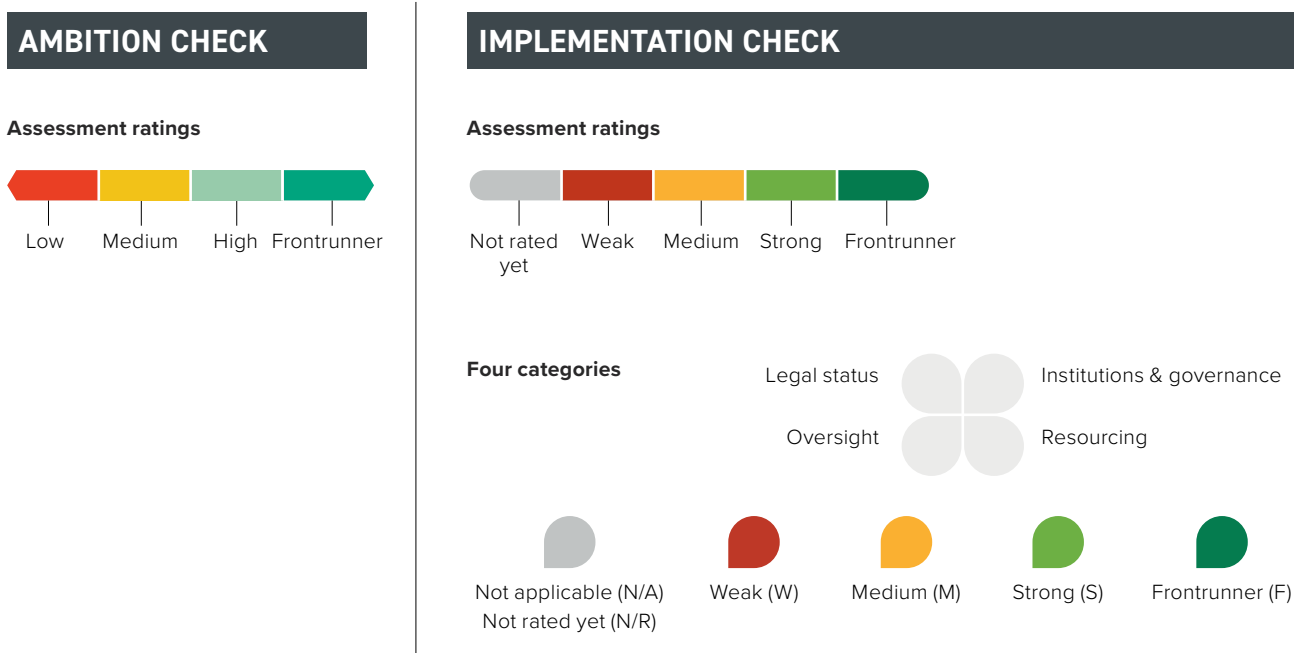 AMBITION CHECK
Assessment ratings
Low Medium High Frontrunner
IMPLEMENTATION CHECK
Assessment ratings
Not rated yet Weak Medium Strong Frontrunner
Four categories
Legal status
Institutions & governance
Oversight
Resourcing
Not applicable (N/A)
Not rated yet (N/R)
Weak (W)
Medium (M)
Strong (S)
Frontrunner (F)